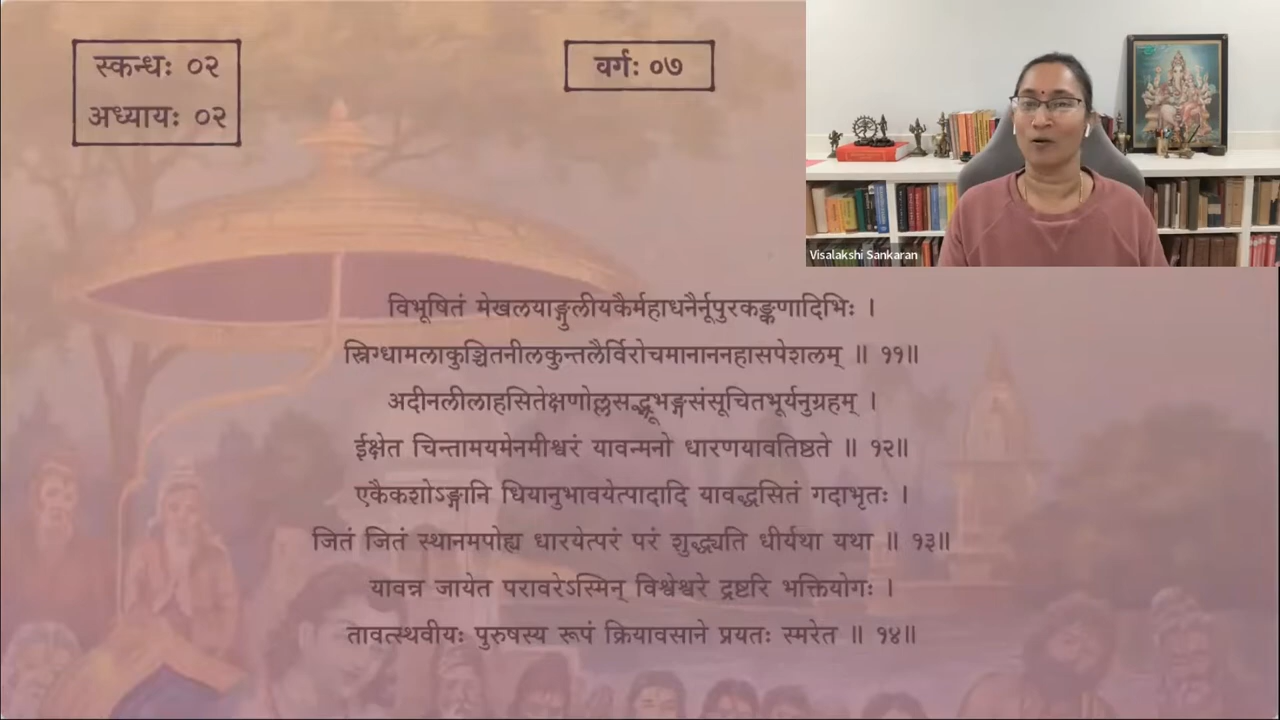 स्कन्धः ०२
अध्यायः ०२
वर्गः ०७
Visalakshi Sankaran
विभूषितं मेखलयाङ्गुलीयकैर्महाधनैर्नूपुरकङ्कणादिभिः ।
स्निग्धामलाकुञ्चितनीलकुन्तलैर्विरोचमानाननहासपेशलम् ॥ ११॥
अदीनलीलाहसितेक्षणोल्लसद्भ्रूभङ्गसंसूचितभूर्यनुग्रहम् ।
ईक्षेत चिन्तामयमेनमीश्वरं यावन्मनो धारणयावतिष्ठते ॥ १२॥
एकैकशोऽङ्गानि धियानुभावयेत्पादादि यावद्धसितं गदाभृतः ।
जितं जितं स्थानमपोह्य धारयेत्परं परं शुद्ध्यति धीर्यथा यथा ॥ १३॥
यावन्न जायेत परावरेऽस्मिन् विश्वेश्वरे द्रष्टरि भक्तियोगः ।
तावत्स्थवीयः पुरुषस्य रूपं क्रियावसाने प्रयतः स्मरेत ॥ १४॥